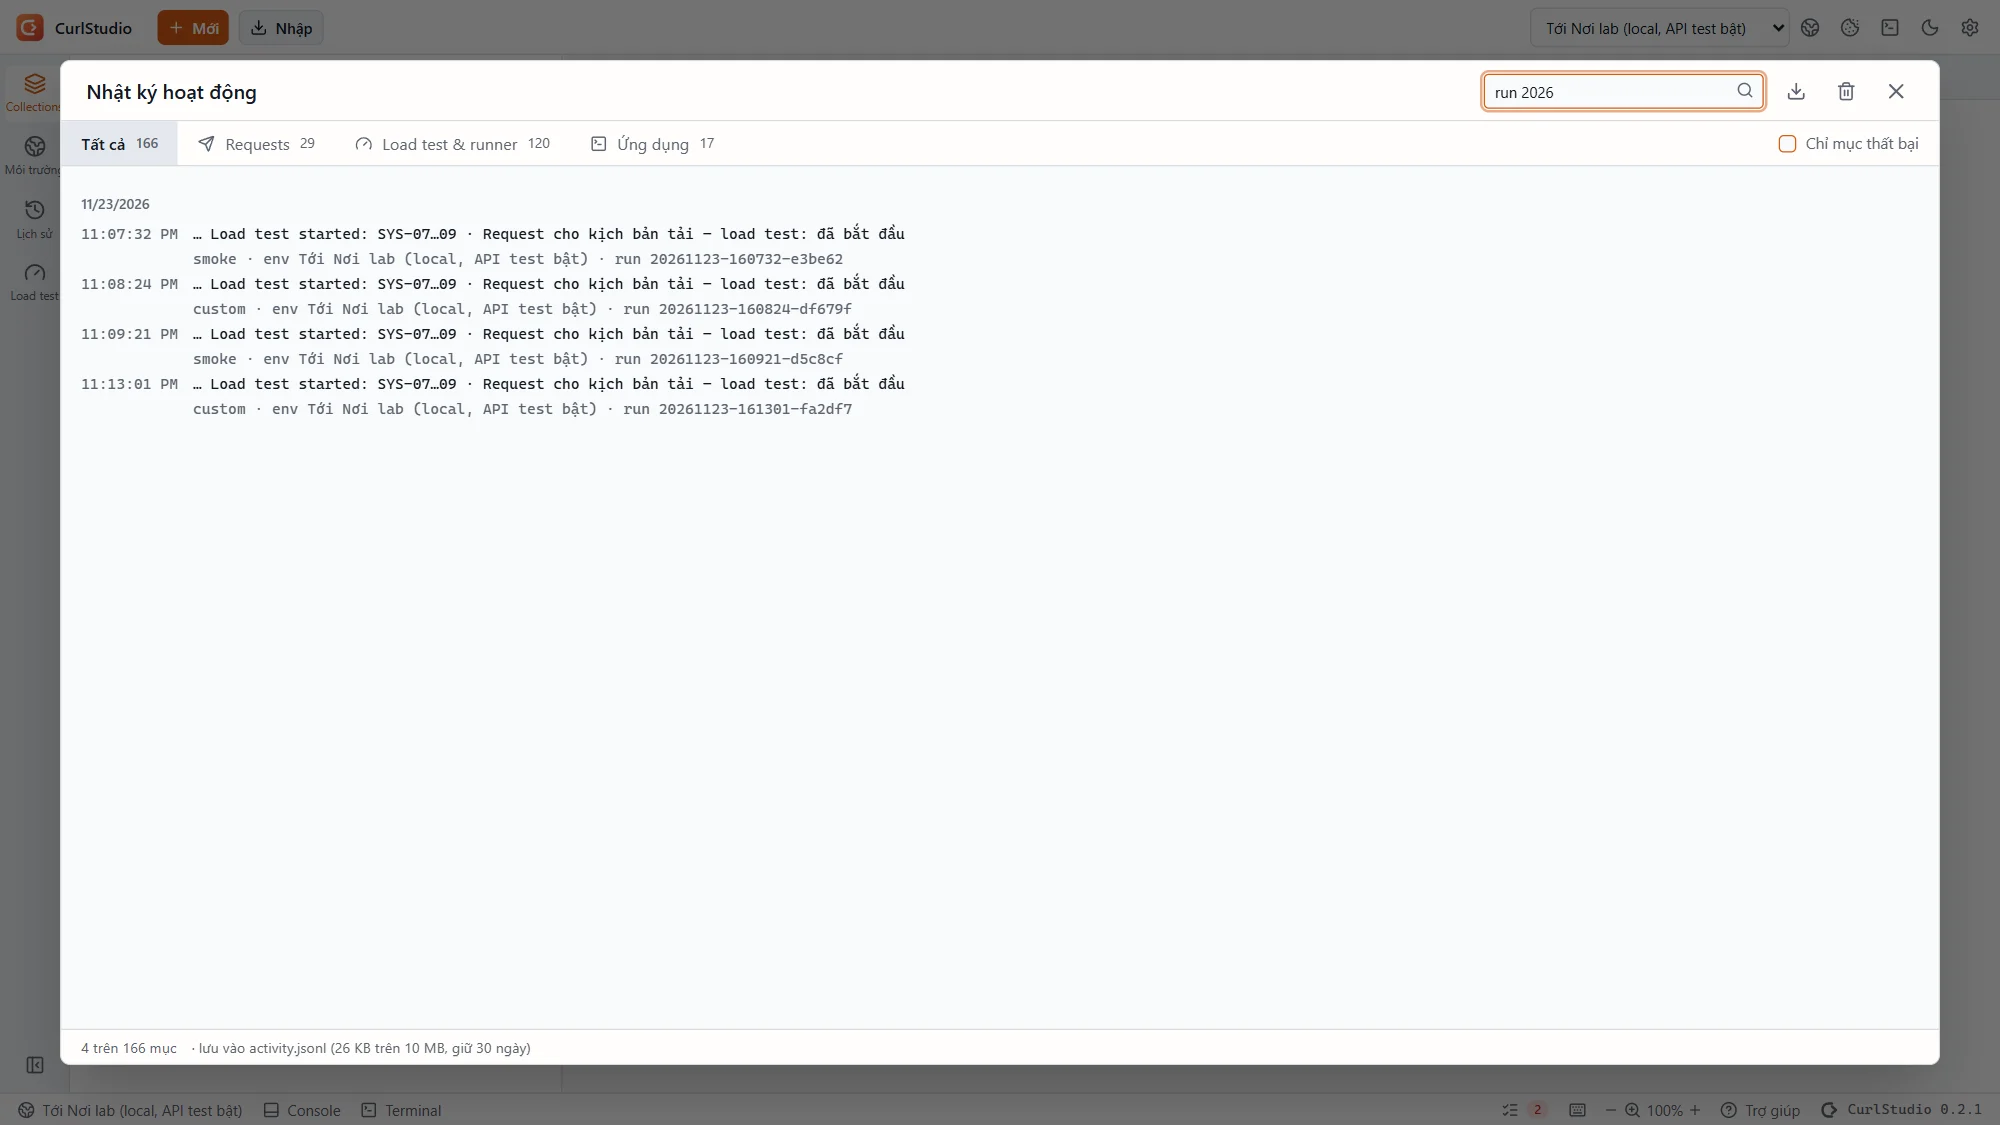 CurlStudio
Mới
Nhập
Tới Nơi lab (local, API test bật)
Collections
Môi trường
Lịch sử
Load test
Nhật ký hoạt động
run 2026
Tất cả 166
Requests 29
Load test & runner 120
Ứng dụng 17
Chỉ mục thất bại
11/23/2026
11:07:32 PM … Load test started: SYS-07…09 · Request cho kịch bản tải — load test: đã bắt đầu
smoke · env Tới Nơi lab (local, API test bật) · run 20261123-160732-e3be62
11:08:24 PM … Load test started: SYS-07…09 · Request cho kịch bản tải — load test: đã bắt đầu
custom · env Tới Nơi lab (local, API test bật) · run 20261123-160824-df679f
11:09:21 PM … Load test started: SYS-07…09 · Request cho kịch bản tải — load test: đã bắt đầu
smoke · env Tới Nơi lab (local, API test bật) · run 20261123-160921-d5c8cf
11:13:01 PM … Load test started: SYS-07…09 · Request cho kịch bản tải — load test: đã bắt đầu
custom · env Tới Nơi lab (local, API test bật) · run 20261123-161301-fa2df7
4 trên 166 mục · lưu vào activity.jsonl (26 KB trên 10 MB, giữ 30 ngày)
Tới Nơi lab (local, API test bật)
Console
Terminal
2
100%
Trợ giúp
CurlStudio 0.2.1